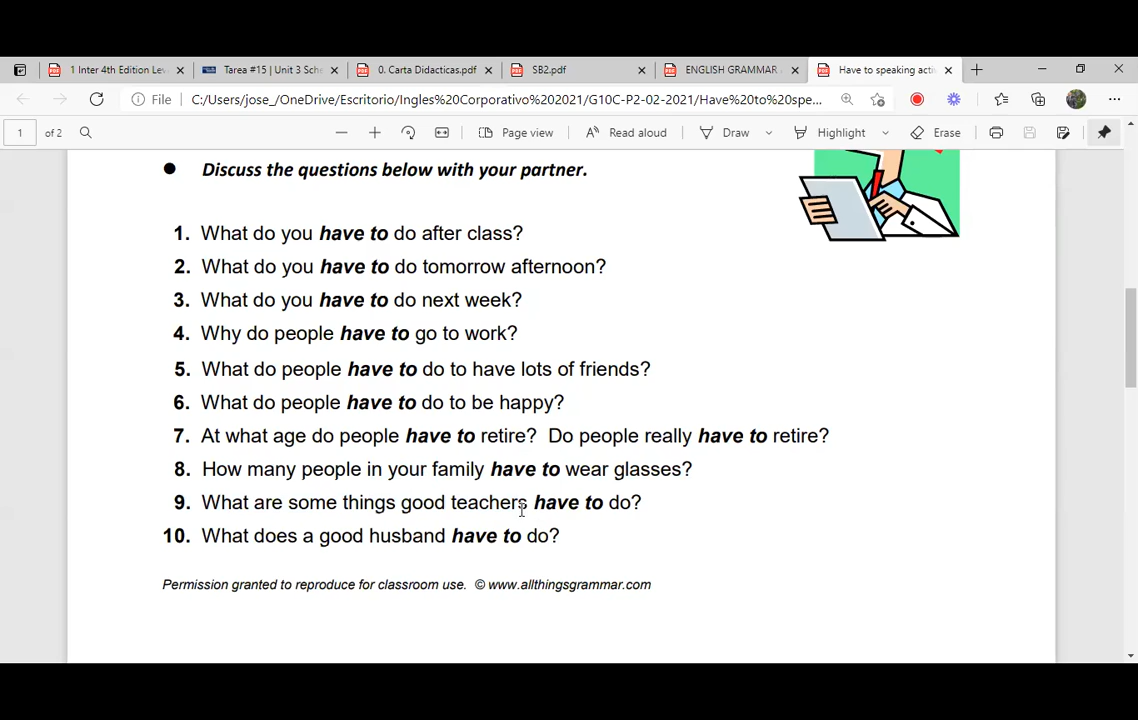 1 Inter 4th Edition Lev
Tarea #15 | Unit 3 Sche
0. Carta Didacticas.pdf
SB2.pdf
ENGLISH GRAMMAR
Have to speaking acti
File
C:/Users/jose_/OneDrive/Escritorio/Ingles%20Corporativo%202021/G10C-P2-02-2021/Have%20to%20spe...
1 of 2
Page view
Read aloud
Draw
Highlight
Erase
● Discuss the questions below with your partner.
1. What do you have to do after class?
2. What do you have to do tomorrow afternoon?
3. What do you have to do next week?
4. Why do people have to go to work?
5. What do people have to do to have lots of friends?
6. What do people have to do to be happy?
7. At what age do people have to retire? Do people really have to retire?
8. How many people in your family have to wear glasses?
9. What are some things good teachers have to do?
10. What does a good husband have to do?
Permission granted to reproduce for classroom use. © www.allthingsgrammar.com